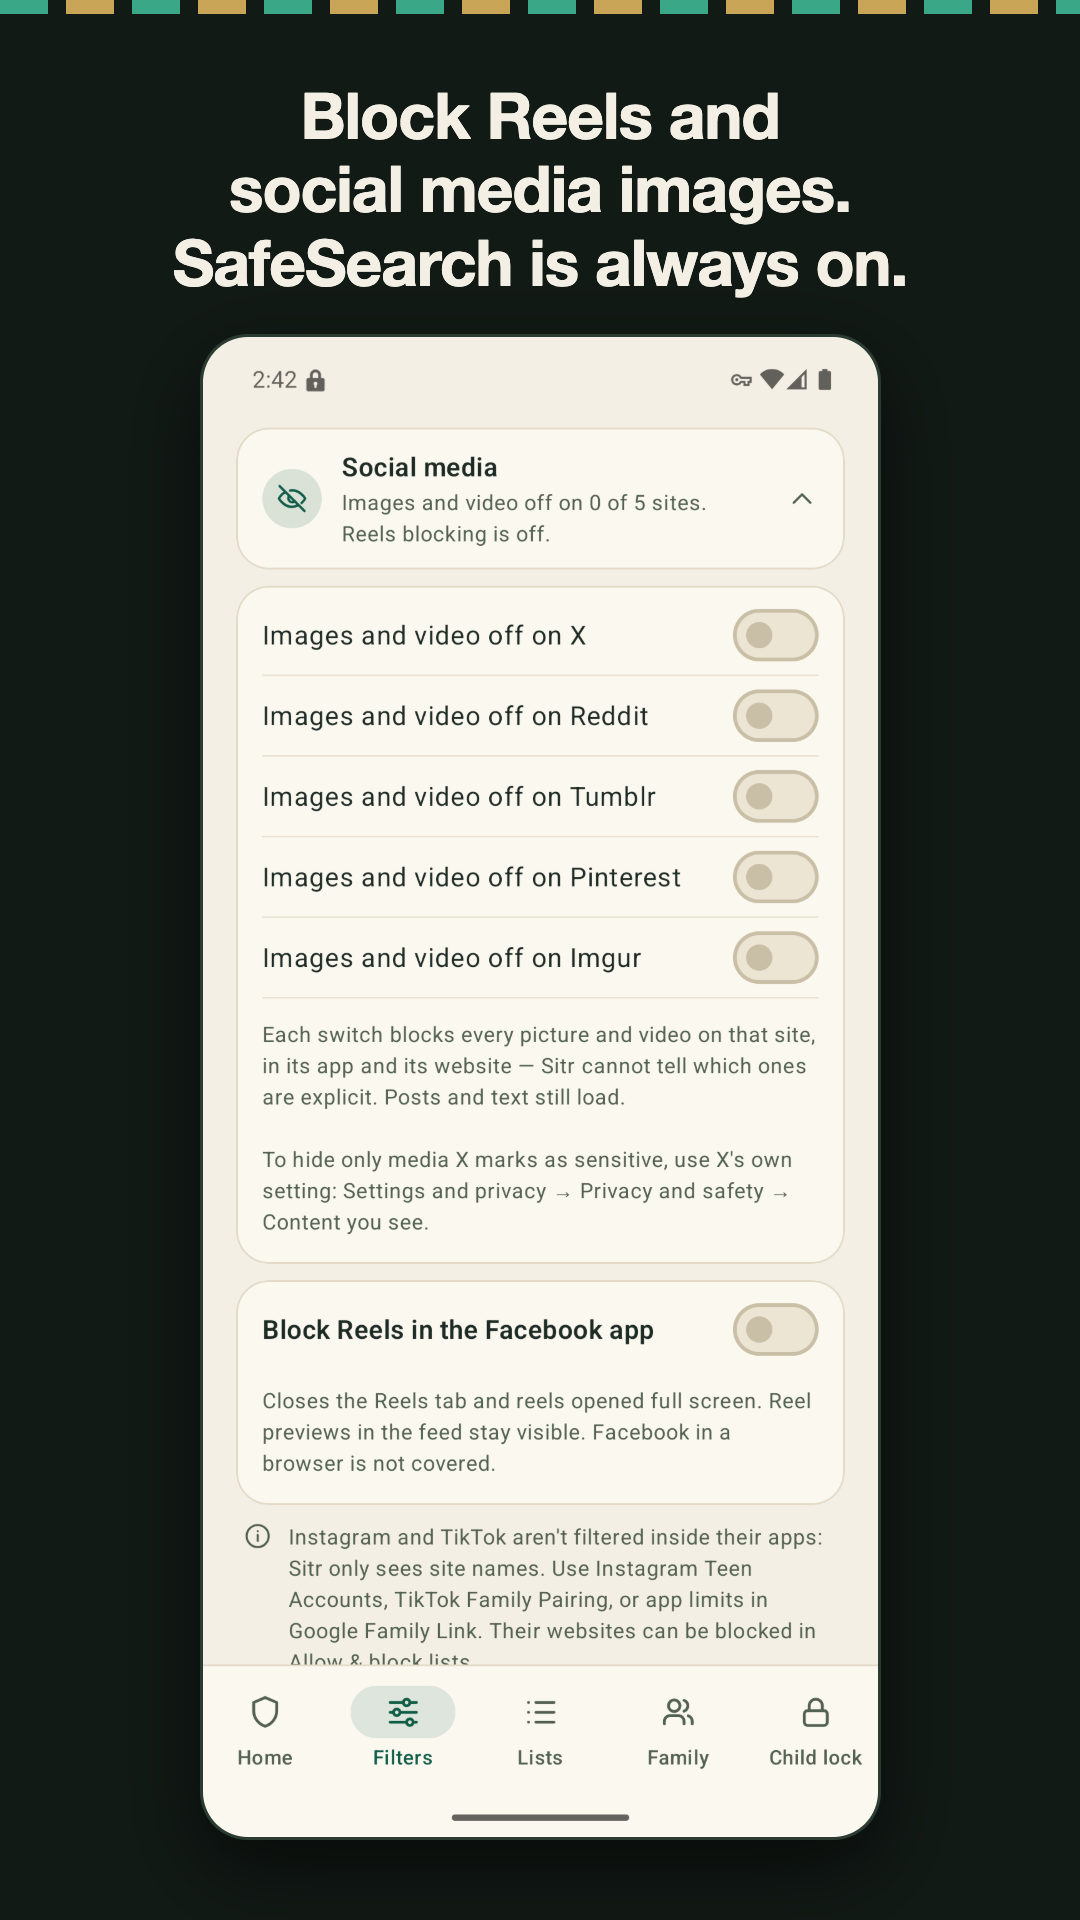 Block Reels and
social media images.
SafeSearch is always on.
2:42
Social media
Images and video off on 0 of 5 sites.
Reels blocking is off.
Images and video off on X
Images and video off on Reddit
Images and video off on Tumblr
Images and video off on Pinterest
Images and video off on Imgur
Each switch blocks every picture and video on that site,
in its app and its website — Sitr cannot tell which ones
are explicit. Posts and text still load.
To hide only media X marks as sensitive, use X's own
setting: Settings and privacy → Privacy and safety →
Content you see.
Block Reels in the Facebook app
Closes the Reels tab and reels opened full screen. Reel
previews in the feed stay visible. Facebook in a
browser is not covered.
Instagram and TikTok aren't filtered inside their apps:
Sitr only sees site names. Use Instagram Teen
Accounts, TikTok Family Pairing, or app limits in
Google Family Link. Their websites can be blocked in
Allow & block lists.
Home
Filters
Lists
Family
Child lock